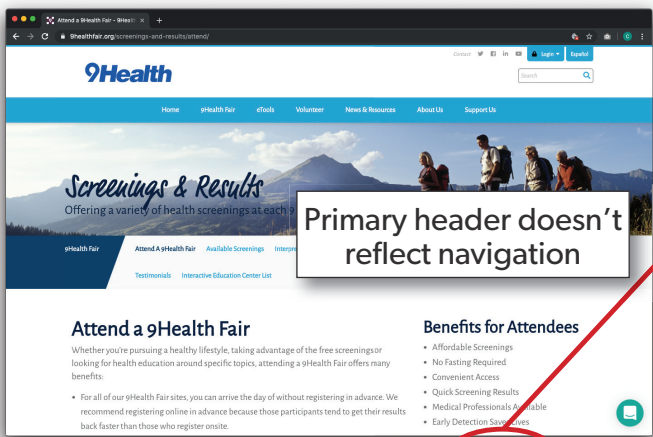 Attend a 9Health Fair - 9Health
9healthfair.org/screenings-and-results/attend/
Contact Login Español
9Health
Search
Home 9Health Fair eTools Volunteer News & Resources About Us Support Us
Screenings & Results
Offering a variety of health screenings at each 9
Primary header doesn't
reflect navigation
9Health Fair Attend A 9Health Fair Available Screenings
Testimonials Interactive Education Center List
Attend a 9Health Fair
Whether you're pursuing a healthy lifestyle, taking advantage of the free screenings or
looking for health education around specific topics, attending a 9Health Fair offers many
benefits:
• For all of our 9Health Fair sites, you can arrive the day of without registering in advance. We
recommend registering online in advance because those participants tend to get their results
back faster than those who register onsite.
Benefits for Attendees
• Affordable Screenings
• No Fasting Required
• Convenient Access
• Quick Screening Results
• Medical Professionals Available
• Early Detection Saves Lives